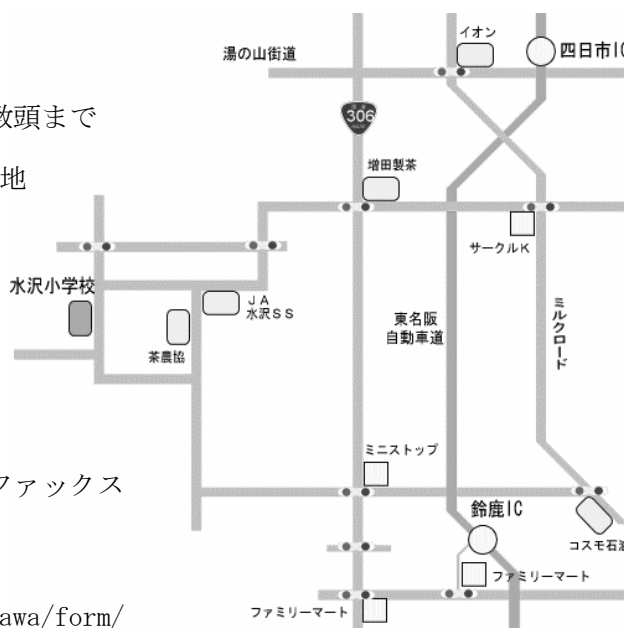 イオン
四日市IC
湯の山街道
教頭まで
306
地
増田製茶
サークルK
水沢小学校
JA
水沢SS
東名阪
自動車道
ミルクロード
茶農協
ミニストップ
ファックス
鈴鹿IC
コスモ石油
ファミリーマート
ファミリーマート
awa/form/